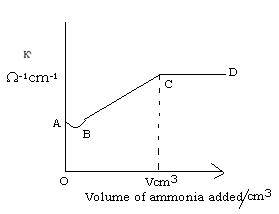 K
Ω⁻¹cm⁻¹
A
B
C
D
O
Vcm³
Volume of ammonia added/cm³